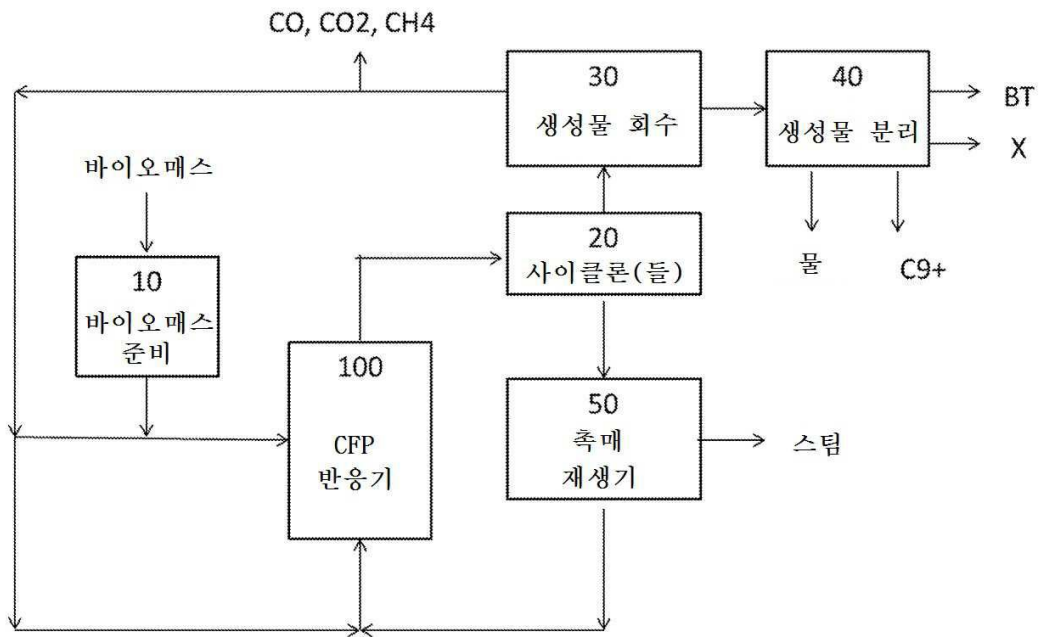 CO, CO2, CH4
30
생성물 회수
40
생성물 분리
BT
X
바이오매스
물
C9+
20
사이클론(들)
10
바이오매스
준비
100
CFP
반응기
50
촉매
재생기
스팀